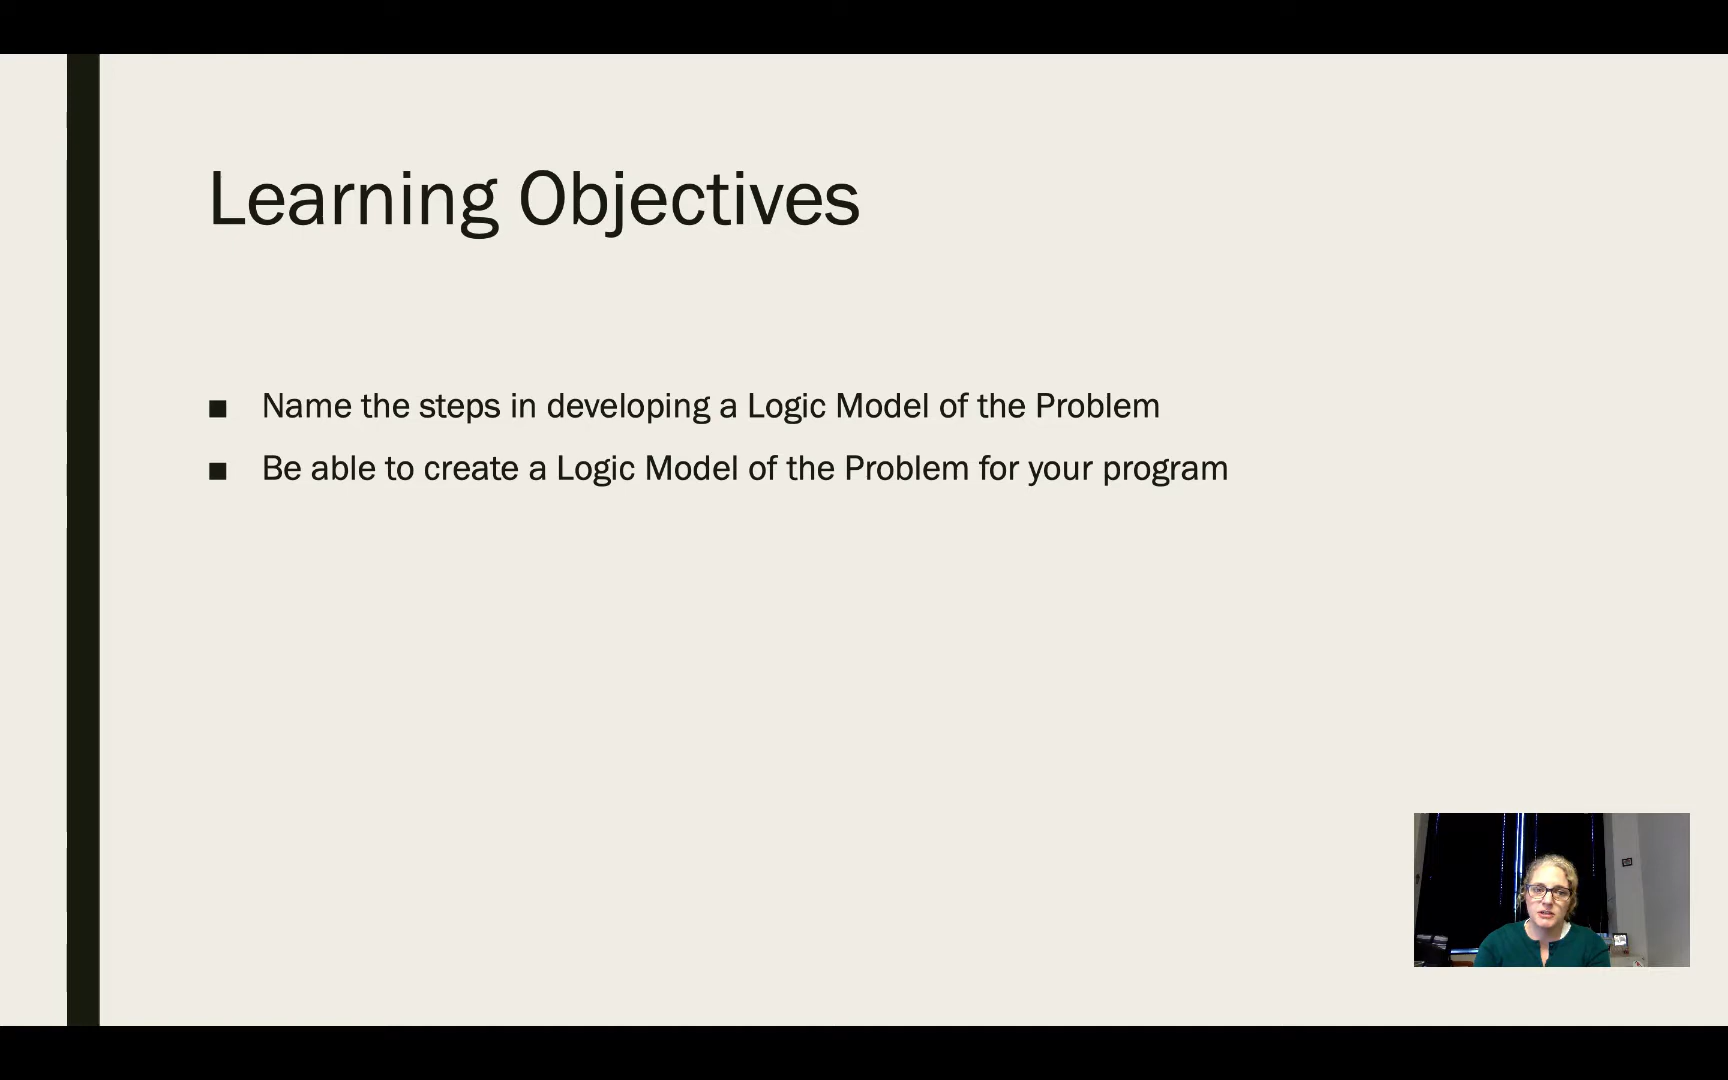 Learning Objectives
■ Name the steps in developing a Logic Model of the Problem
■ Be able to create a Logic Model of the Problem for your program